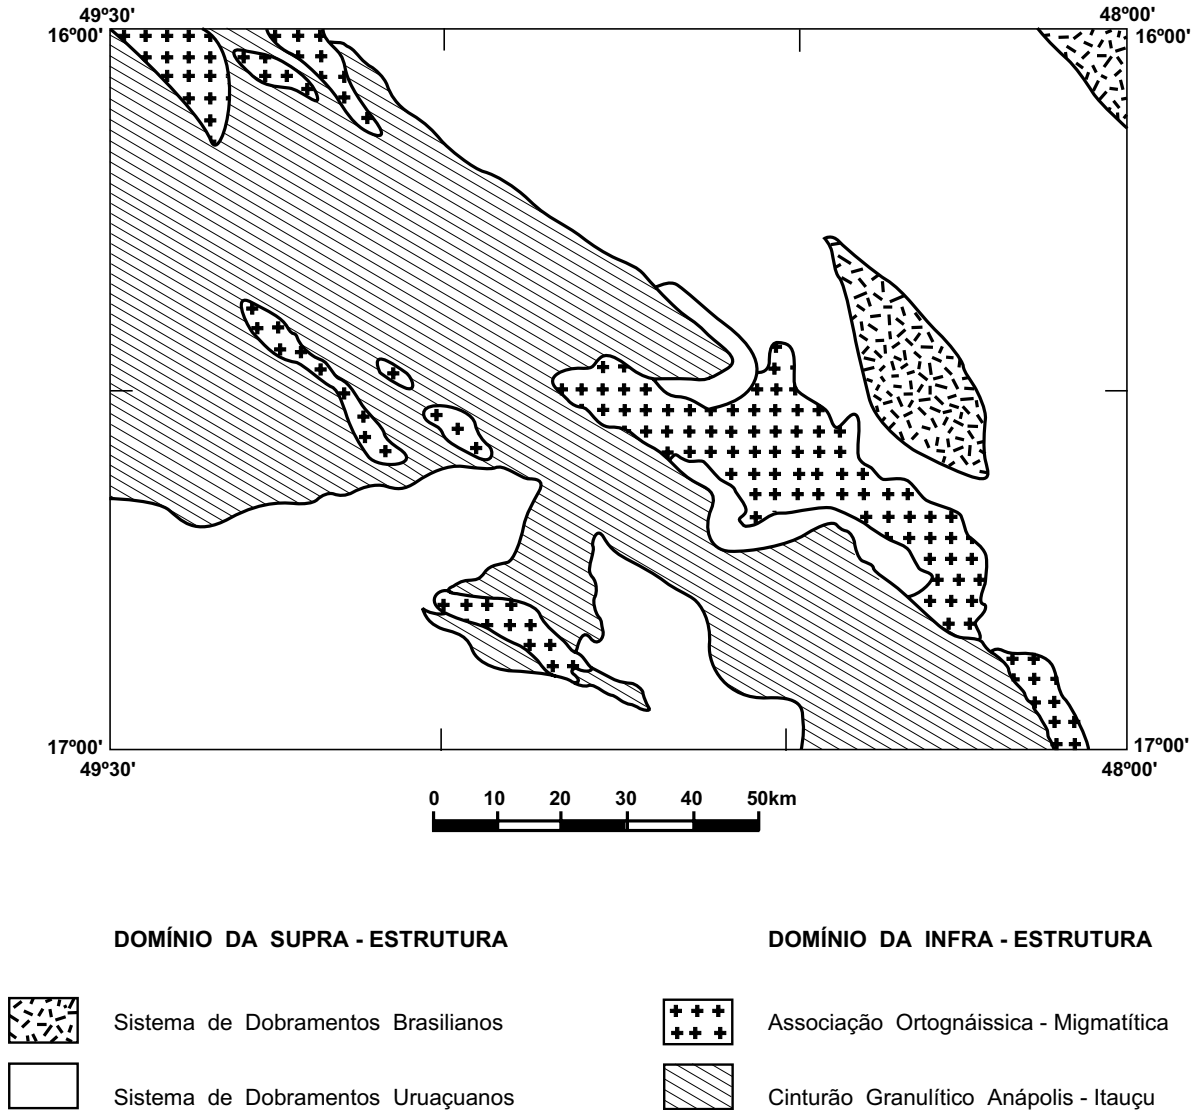 49º30'
48º00'
16º00'
16º00'
17º00'
17º00'
49º30'
48º00'
0 10 20 30 40 50km
DOMÍNIO DA SUPRA - ESTRUTURA
DOMÍNIO DA INFRA - ESTRUTURA
Sistema de Dobramentos Brasilianos
Associação Ortognáissica - Migmatítica
Sistema de Dobramentos Uruaçuanos
Cinturão Granulítico Anápolis - Itauçu